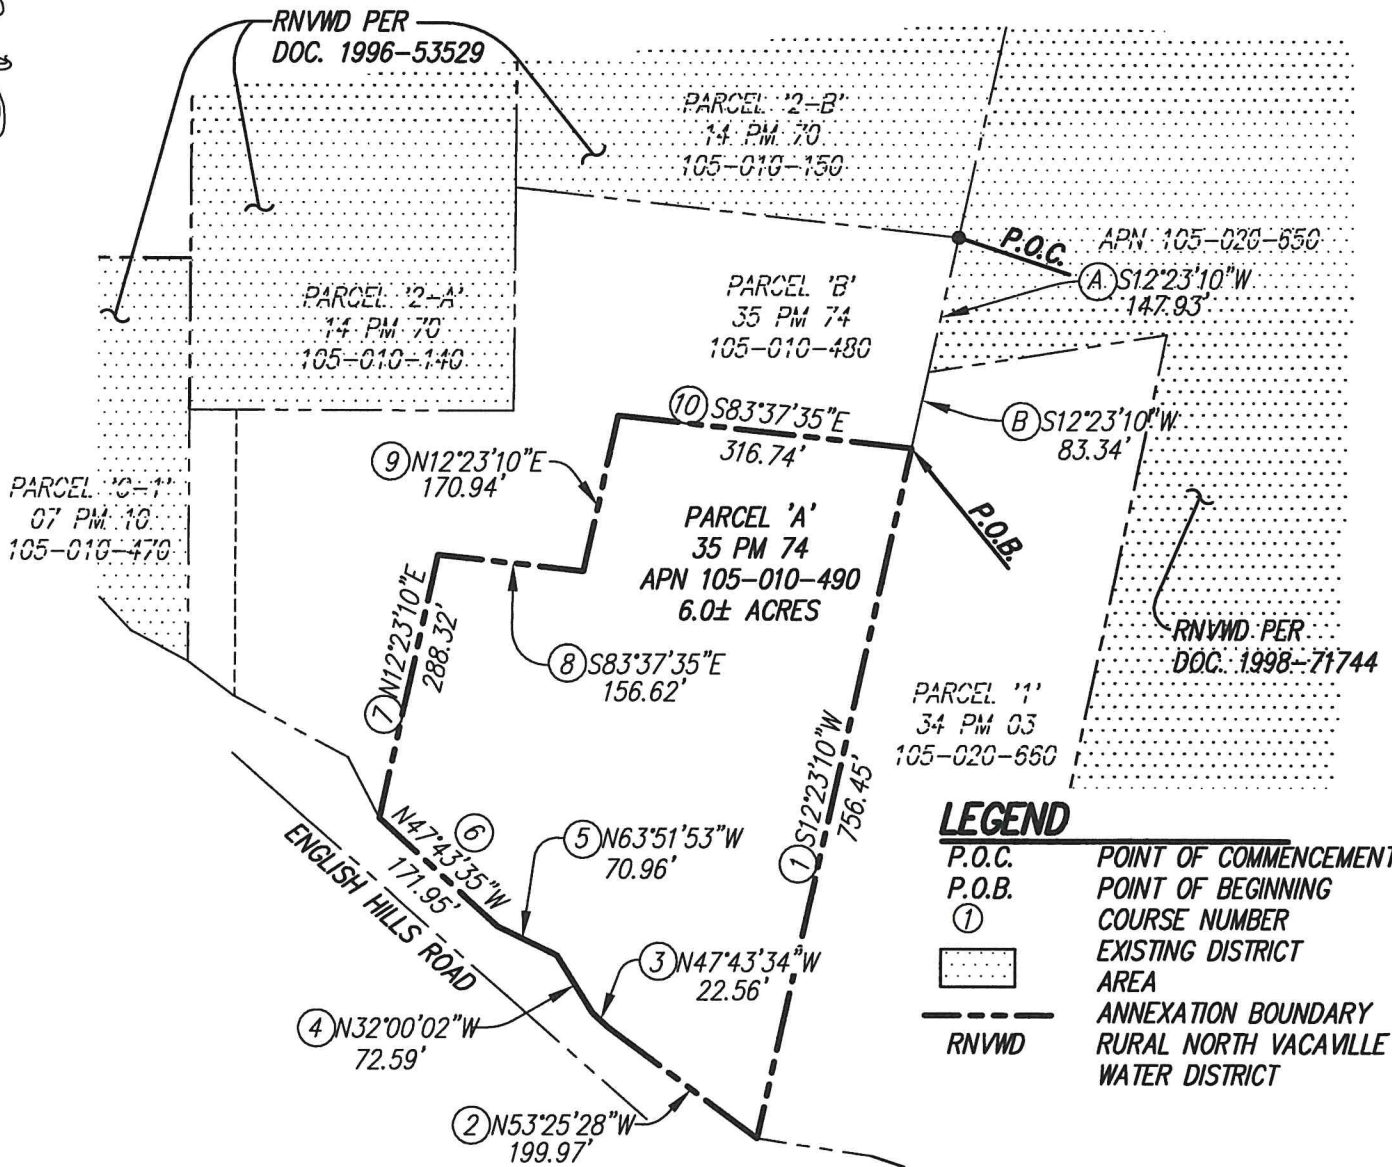 RNVWD PER
DOC. 1996-53529
PARCEL '2-B'
14 PM 70
105-010-150
P.O.C.
APN 105-020-650
Ⓐ S12°23'10"W
147.93'
PARCEL '2-A'
14 PM 70
105-010-140
PARCEL 'B'
35 PM 74
105-010-480
⑩ S83°37'35"E
316.74'
Ⓑ S12°23'10"W
83.34'
⑨ N12°23'10"E
170.94'
PARCEL 'C-1'
07 PM 10
105-010-470
PARCEL 'A'
35 PM 74
APN 105-010-490
6.0± ACRES
P.O.B.
⑦ N12°23'10"E
288.32'
⑧ S83°37'35"E
156.62'
RNVWD PER
DOC. 1998-71744
PARCEL '1'
34 PM 03
105-020-660
① S12°23'10"W
756.45'
⑥
N47°43'35"W
171.95'
⑤ N63°51'53"W
70.96'
ENGLISH HILLS ROAD
③ N47°43'34"W
22.56'
④ N32°00'02"W
72.59'
② N53°25'28"W
199.97'
LEGEND
P.O.C. POINT OF COMMENCEMENT
P.O.B. POINT OF BEGINNING
① COURSE NUMBER
EXISTING DISTRICT
AREA
ANNEXATION BOUNDARY
RNVWD RURAL NORTH VACAVILLE
WATER DISTRICT